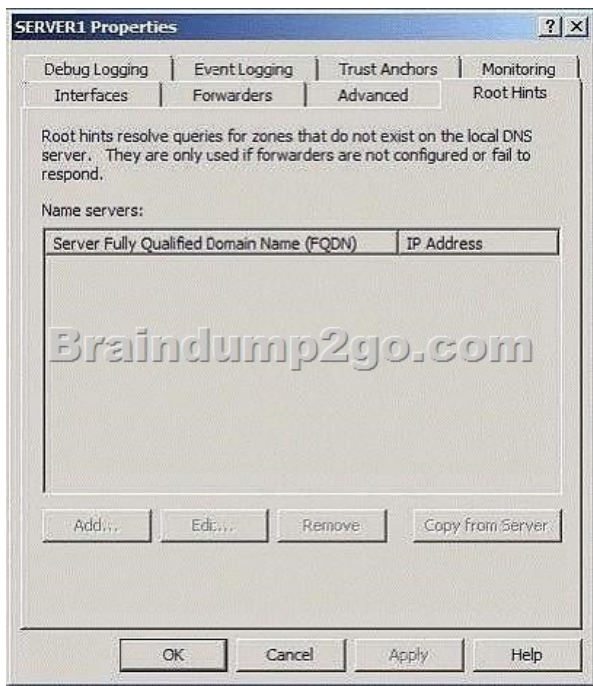 SERVER1 Properties
? X
Debug Logging Event Logging Trust Anchors Monitoring
Interfaces Forwarders Advanced Root Hints
Root hints resolve queries for zones that do not exist on the local DNS
server. They are only used if forwarders are not configured or fail to
respond.
Name servers:
Server Fully Qualified Domain Name (FQDN) IP Address
Braindump2go.com
Add... Edit... Remove Copy from Server
OK Cancel Apply Help